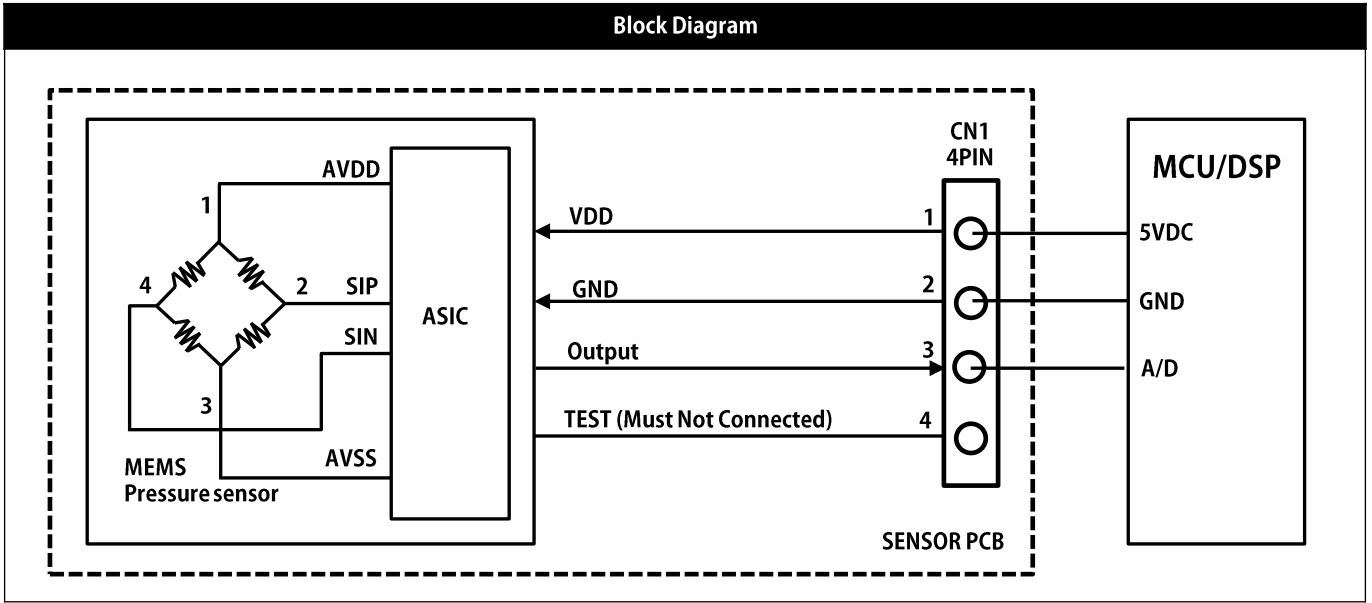 Block Diagram
CN1
4PIN
MCU/DSP
AVDD
1
VDD
1
5VDC
4
2
SIP
GND
2
GND
ASIC
SIN
Output
3
A/D
3
TEST (Must Not Connected)
4
AVSS
MEMS
Pressure sensor
SENSOR PCB